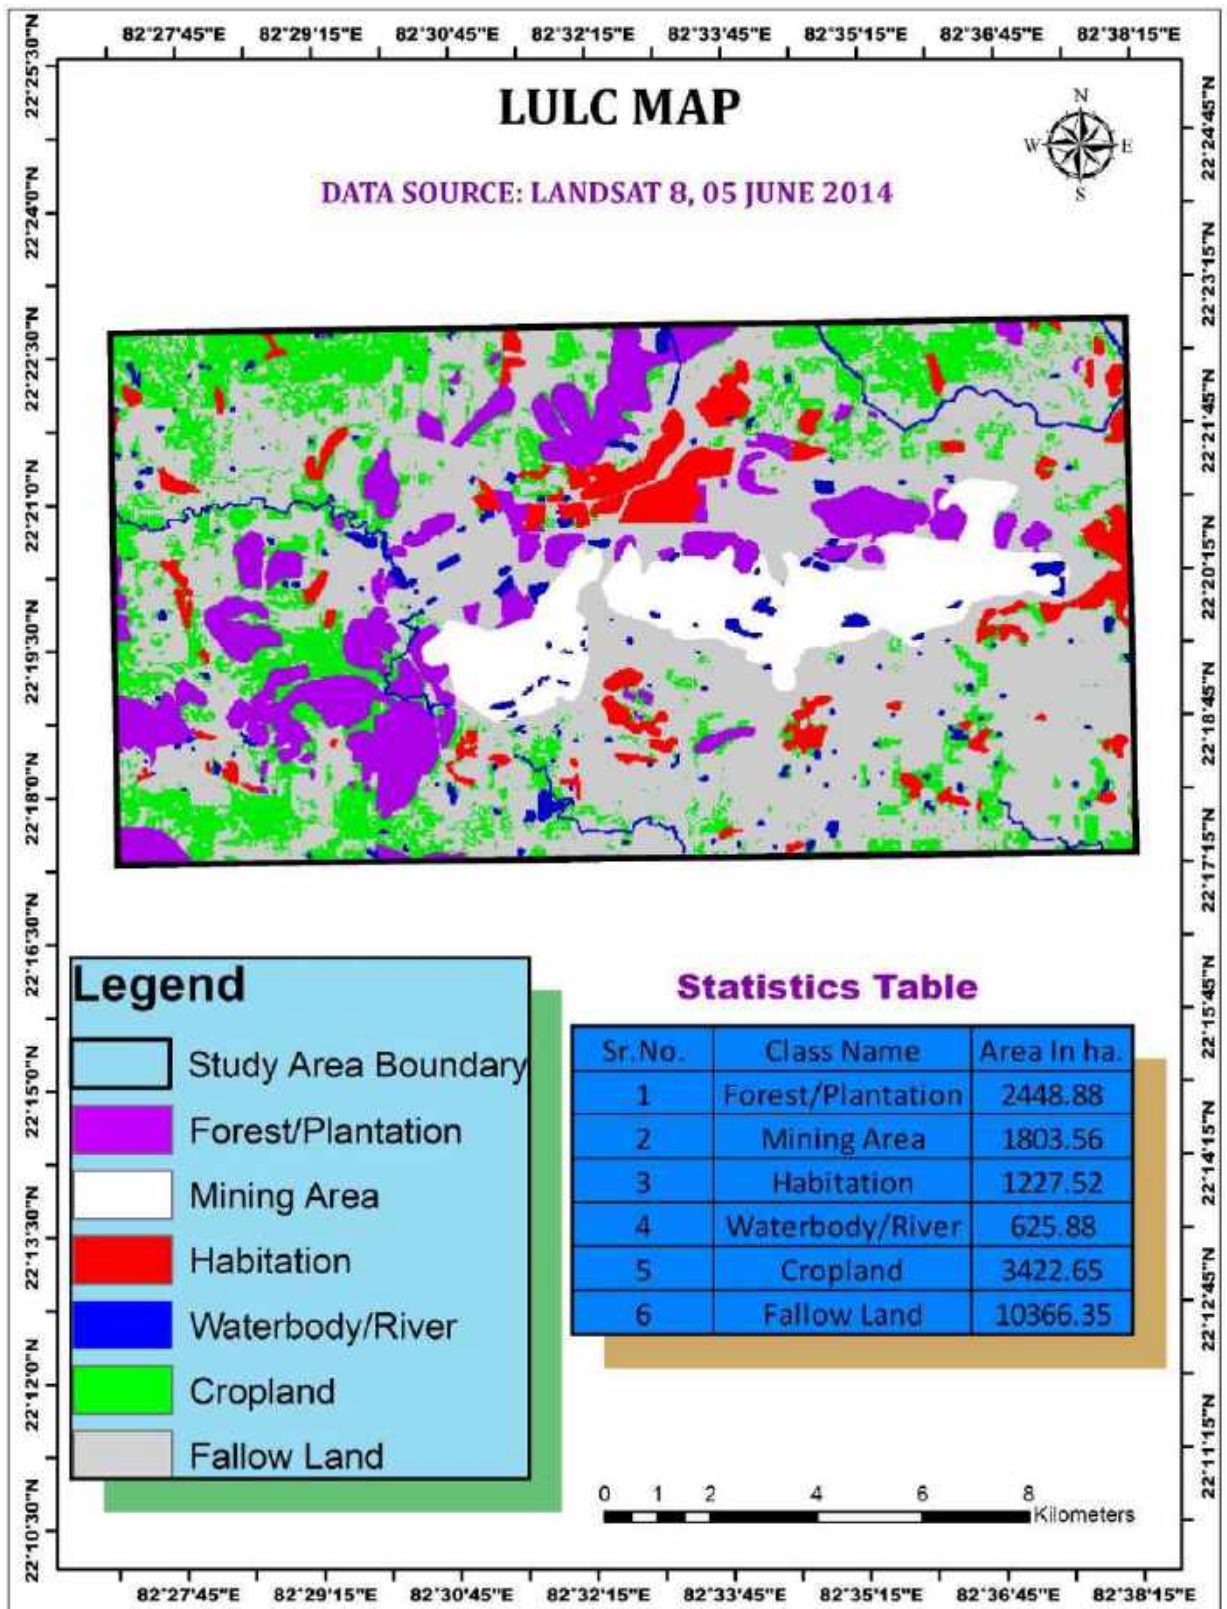 82°27'45"E 82°29'15"E 82°30'45"E 82°32'15"E 82°33'45"E 82°35'15"E 82°36'45"E 82°38'15"E
LULC MAP
DATA SOURCE: LANDSAT 8, 05 JUNE 2014
N
W E
S
22°25'30"N
22°24'0"N
22°22'30"N
22°21'0"N
22°19'30"N
22°18'0"N
22°16'30"N
22°15'0"N
22°13'30"N
22°12'0"N
22°10'30"N
22°24'45"N
22°23'15"N
22°21'45"N
22°20'15"N
22°18'45"N
22°17'15"N
22°15'45"N
22°14'15"N
22°12'45"N
22°11'15"N
Legend
Study Area Boundary
Forest/Plantation
Mining Area
Habitation
Waterbody/River
Cropland
Fallow Land
Statistics Table
Sr.No. Class Name Area In ha.
1 Forest/Plantation 2448.88
2 Mining Area 1803.56
3 Habitation 1227.52
4 Waterbody/River 625.88
5 Cropland 3422.65
6 Fallow Land 10366.35
0 1 2 4 6 8
Kilometers
82°27'45"E 82°29'15"E 82°30'45"E 82°32'15"E 82°33'45"E 82°35'15"E 82°36'45"E 82°38'15"E